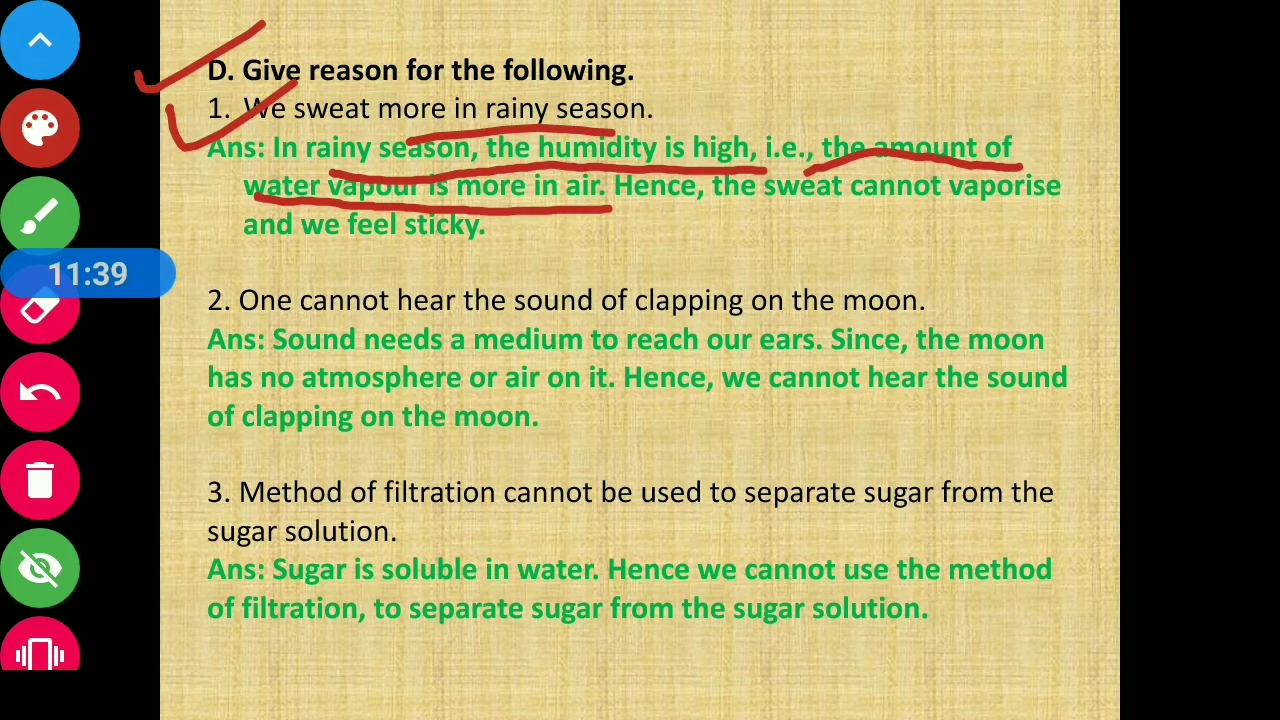 D. Give reason for the following.
1. We sweat more in rainy season.
Ans: In rainy season, the humidity is high, i.e., the amount of
water vapour is more in air. Hence, the sweat cannot vaporise
and we feel sticky.
11:39
2. One cannot hear the sound of clapping on the moon.
Ans: Sound needs a medium to reach our ears. Since, the moon
has no atmosphere or air on it. Hence, we cannot hear the sound
of clapping on the moon.
3. Method of filtration cannot be used to separate sugar from the
sugar solution.
Ans: Sugar is soluble in water. Hence we cannot use the method
of filtration, to separate sugar from the sugar solution.